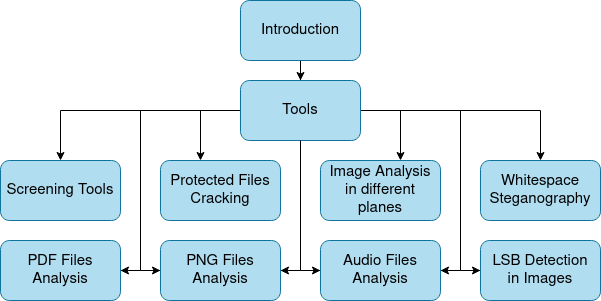 Introduction
Tools
Screening Tools
Protected Files
Cracking
Image Analysis
in different
planes
Whitespace
Steganography
PDF Files
Analysis
PNG Files
Analysis
Audio Files
Analysis
LSB Detection
in Images